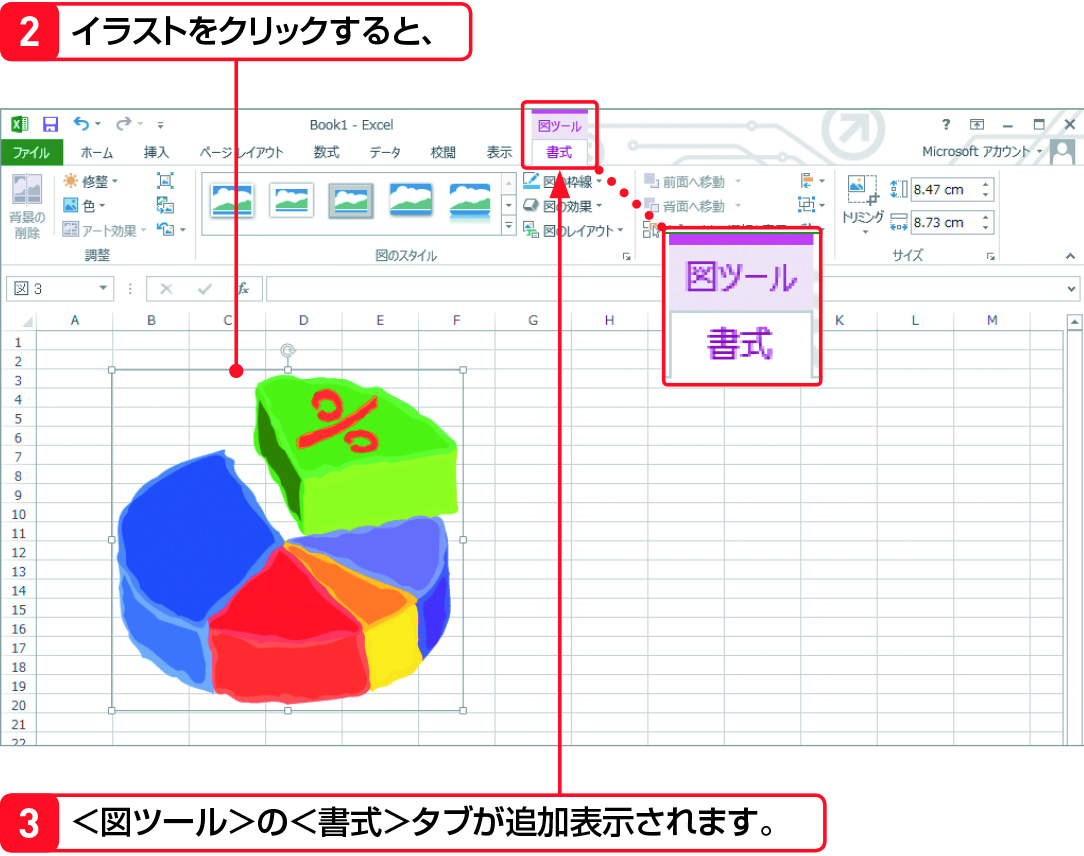 2 イラストをクリックすると、
Book1 - Excel
図ツール
?
ファイル ホーム 挿入 ページレイアウト 数式 データ 校閲 表示 書式 Microsoft アカウント
背景の
削除
修整
色
アート効果
調整
図のスタイル
図の枠線
図の効果
図のレイアウト
前面へ移動
背面へ移動
トリミング
8.47 cm
8.73 cm
サイズ
図ツール
書式
図 3
fx
A B C D E F G H K L M
1
2
3
4
5
6
7
8
9
10
11
12
13
14
15
16
17
18
19
20
21
22
%
3 <図ツール>の<書式>タブが追加表示されます。